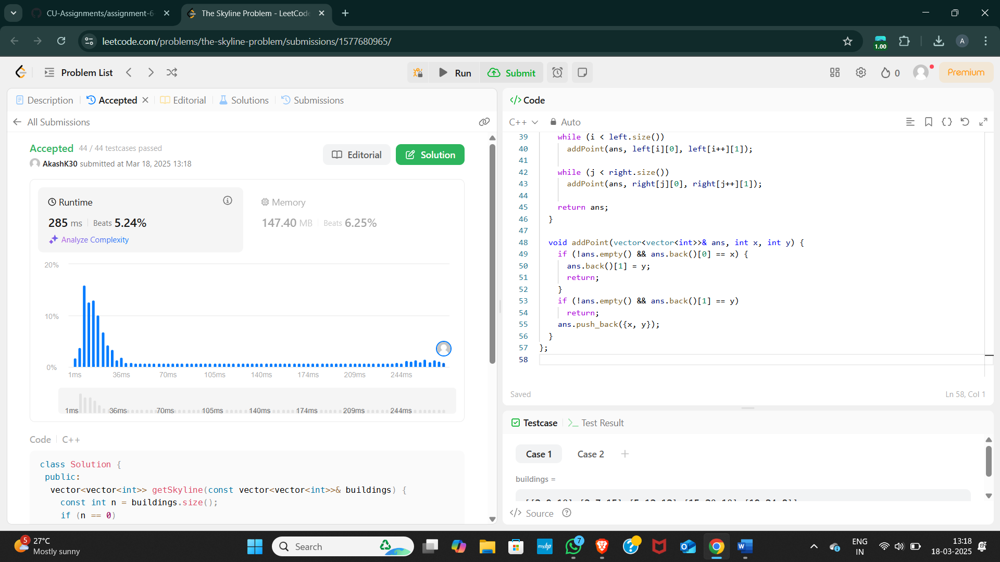 CU-Assignments/assignment-6-
The Skyline Problem - LeetCode
leetcode.com/problems/the-skyline-problem/submissions/1577680965/
1.00
A
Problem List
Run
Submit
0
Premium
Description
Accepted
Editorial
Solutions
Submissions
All Submissions
Accepted 44 / 44 testcases passed
AkashK30 submitted at Mar 18, 2025 13:18
Editorial
Solution
Runtime
285 ms Beats 5.24%
Analyze Complexity
Memory
147.40 MB Beats 6.25%
20%
10%
0%
1ms 36ms 70ms 105ms 140ms 174ms 209ms 244ms
1ms 36ms 70ms 105ms 140ms 174ms 209ms 244ms
Code C++
class Solution {
public:
vector<vector<int>> getSkyline(const vector<vector<int>>& buildings) {
const int n = buildings.size();
if (n == 0)
</> Code
C++ Auto
39 while (i < left.size())
40 addPoint(ans, left[i][0], left[i++][1]);
41
42 while (j < right.size())
43 addPoint(ans, right[j][0], right[j++][1]);
44
45 return ans;
46 }
47
48 void addPoint(vector<vector<int>>& ans, int x, int y) {
49 if (!ans.empty() && ans.back()[0] == x) {
50 ans.back()[1] = y;
51 return;
52 }
53 if (!ans.empty() && ans.back()[1] == y)
54 return;
55 ans.push_back({x, y});
56 }
57 };
58
Saved
Ln 58, Col 1
Testcase
Test Result
Case 1
Case 2
buildings =
</> Source
5
27°C
Mostly sunny
Search
myhp
7
ENG
IN
13:18
18-03-2025